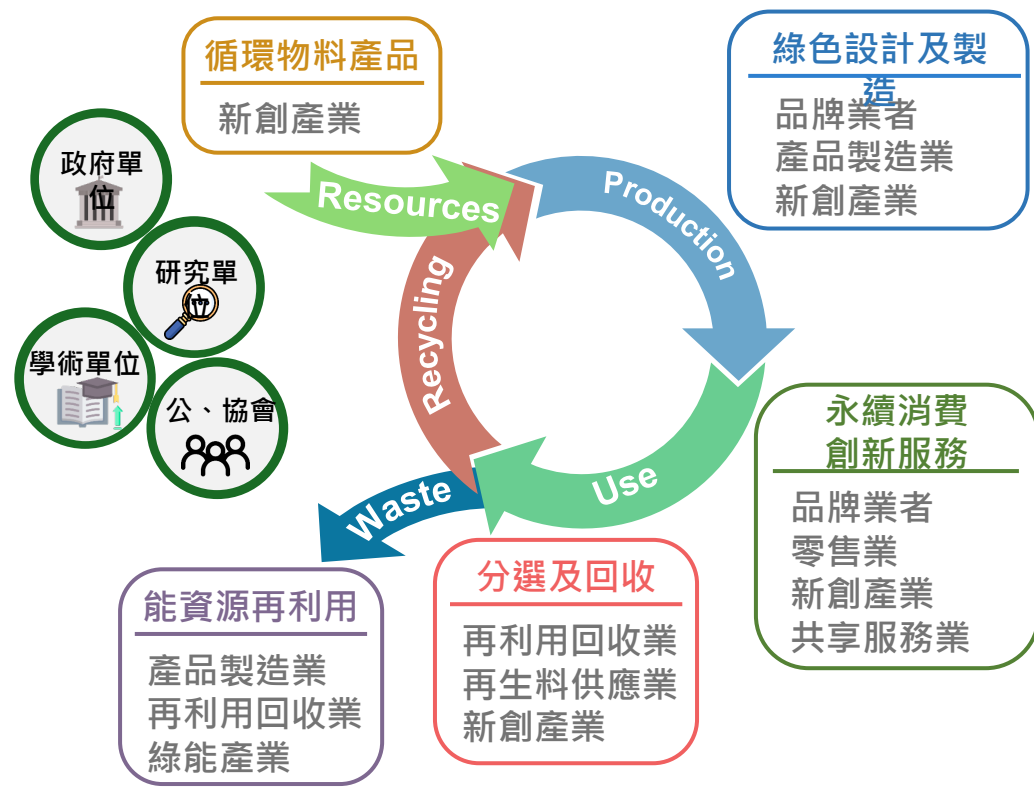 循環物料產品
新創產業
綠色設計及製
造
品牌業者
產品製造業
新創產業
政府單
位
研究單
位
學術單位
公、協會
Resources
Production
Recycling
Use
Waste
永續消費
創新服務
品牌業者
零售業
新創產業
共享服務業
分選及回收
再利用回收業
再生料供應業
新創產業
能資源再利用
產品製造業
再利用回收業
綠能產業